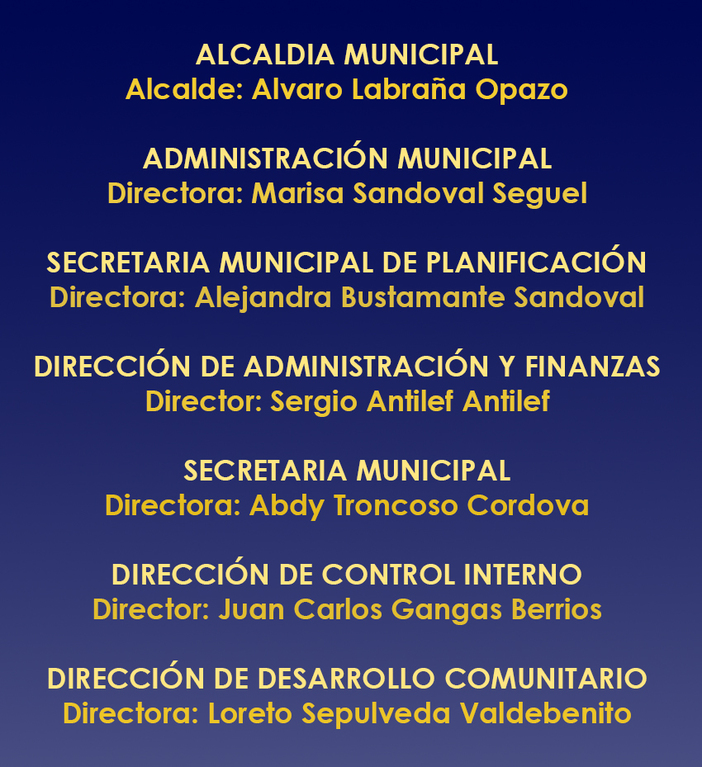 ALCALDIA MUNICIPAL
Alcalde: Alvaro Labraña Opazo
ADMINISTRACIÓN MUNICIPAL
Directora: Marisa Sandoval Seguel
SECRETARIA MUNICIPAL DE PLANIFICACIÓN
Directora: Alejandra Bustamante Sandoval
DIRECCIÓN DE ADMINISTRACIÓN Y FINANZAS
Director: Sergio Antilef Antilef
SECRETARIA MUNICIPAL
Directora: Abdy Troncoso Cordova
DIRECCIÓN DE CONTROL INTERNO
Director: Juan Carlos Gangas Berrios
DIRECCIÓN DE DESARROLLO COMUNITARIO
Directora: Loreto Sepulveda Valdebenito